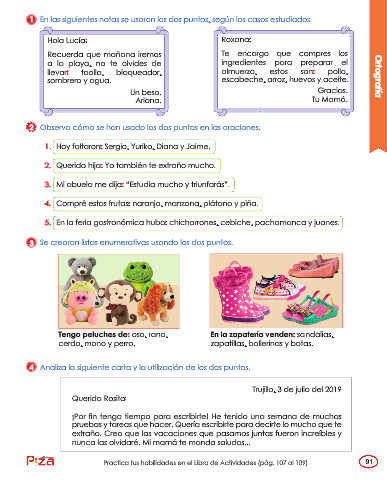 1 En las siguientes notas se usaron los dos puntos, según los casos estudiados.
Hola Lucía:
Recuerda que mañana iremos
a la playa, no te olvides de
llevar: toalla, bloqueador,
sombrero y agua.
Un beso,
Ariana.
Roxana:
Te encargo que compres los
ingredientes para preparar el
almuerzo, estos son: pollo,
escabeche, arroz, huevos y aceite.
Gracias,
Tu Mamá.
Ortografía
2 Observa cómo se han usado los dos puntos en las oraciones.
1. Hoy faltaron: Sergio, Yuriko, Diana y Jaime.
2. Querida hija: Yo también te extraño mucho.
3. Mi abuela me dijo: “Estudia mucho y triunfarás”.
4. Compré estas frutas: naranja, manzana, plátano y piña.
5. En la feria gastronómica hubo: chicharrones, cebiche, pachamanca y juanes.
3 Se crearon listas enumerativas usando los dos puntos.
Tengo peluches de: oso, rana,
cerdo, mono y perro.
En la zapatería venden: sandalias,
zapatillas, ballerinas y botas.
4 Analiza la siguiente carta y la utilización de los dos puntos.
Trujillo, 3 de julio del 2019
Querida Rosita:
¡Por fin tengo tiempo para escribirte! He tenido una semana de muchas
pruebas y tareas que hacer. Quería escribirte para decirte lo mucho que te
extraño. Creo que las vacaciones que pasamos juntas fueron increíbles y
nunca las olvidaré. Mi mamá te manda saludos...
Practica tus habilidades en el Libro de Actividades (pág. 107 al 109)
91